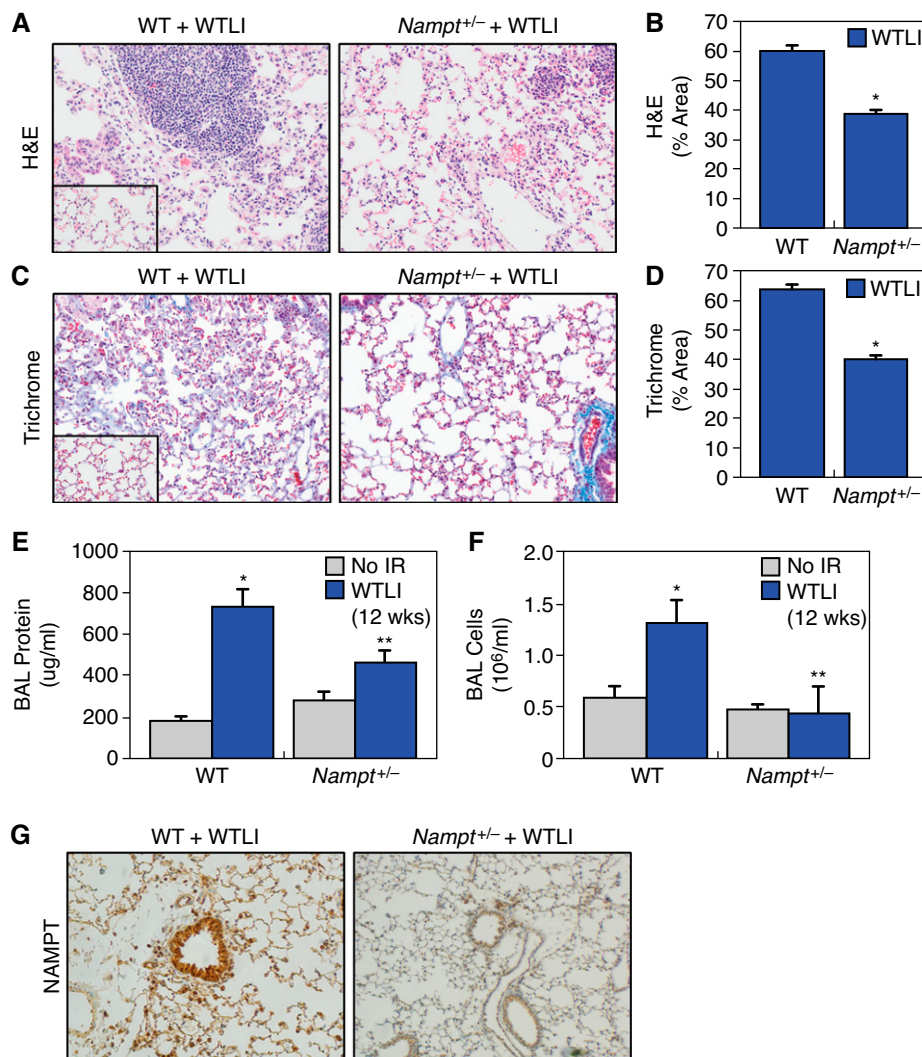 A
WT + WTLI
Nampt+/– + WTLI
H&E
B
WTLI
*
H&E
(% Area)
70
60
50
40
30
20
10
0
WT
Nampt+/–
C
WT + WTLI
Nampt+/– + WTLI
Trichrome
D
WTLI
*
Trichrome
(% Area)
70
60
50
40
30
20
10
0
WT
Nampt+/–
E
No IR
WTLI
(12 wks)
*
**
BAL Protein
(ug/ml)
1000
800
600
400
200
0
WT
Nampt+/–
F
No IR
WTLI
(12 wks)
*
**
BAL Cells
(10⁶/ml)
2.0
1.5
1.0
0.5
0
WT
Nampt+/–
G
WT + WTLI
Nampt+/– + WTLI
NAMPT